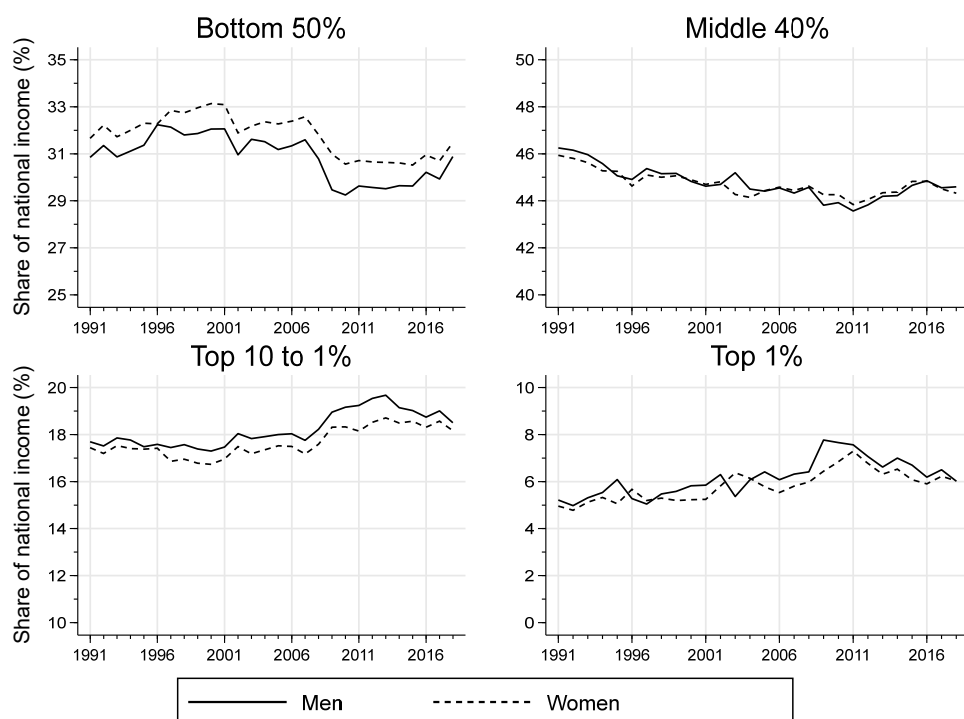 Bottom 50%
Middle 40%
Share of national income (%)
35
33
31
29
27
25
1991 1996 2001 2006 2011 2016
50
48
46
44
42
40
1991 1996 2001 2006 2011 2016
Top 10 to 1%
Top 1%
Share of national income (%)
20
18
16
14
12
10
1991 1996 2001 2006 2011 2016
10
8
6
4
2
0
1991 1996 2001 2006 2011 2016
Men Women